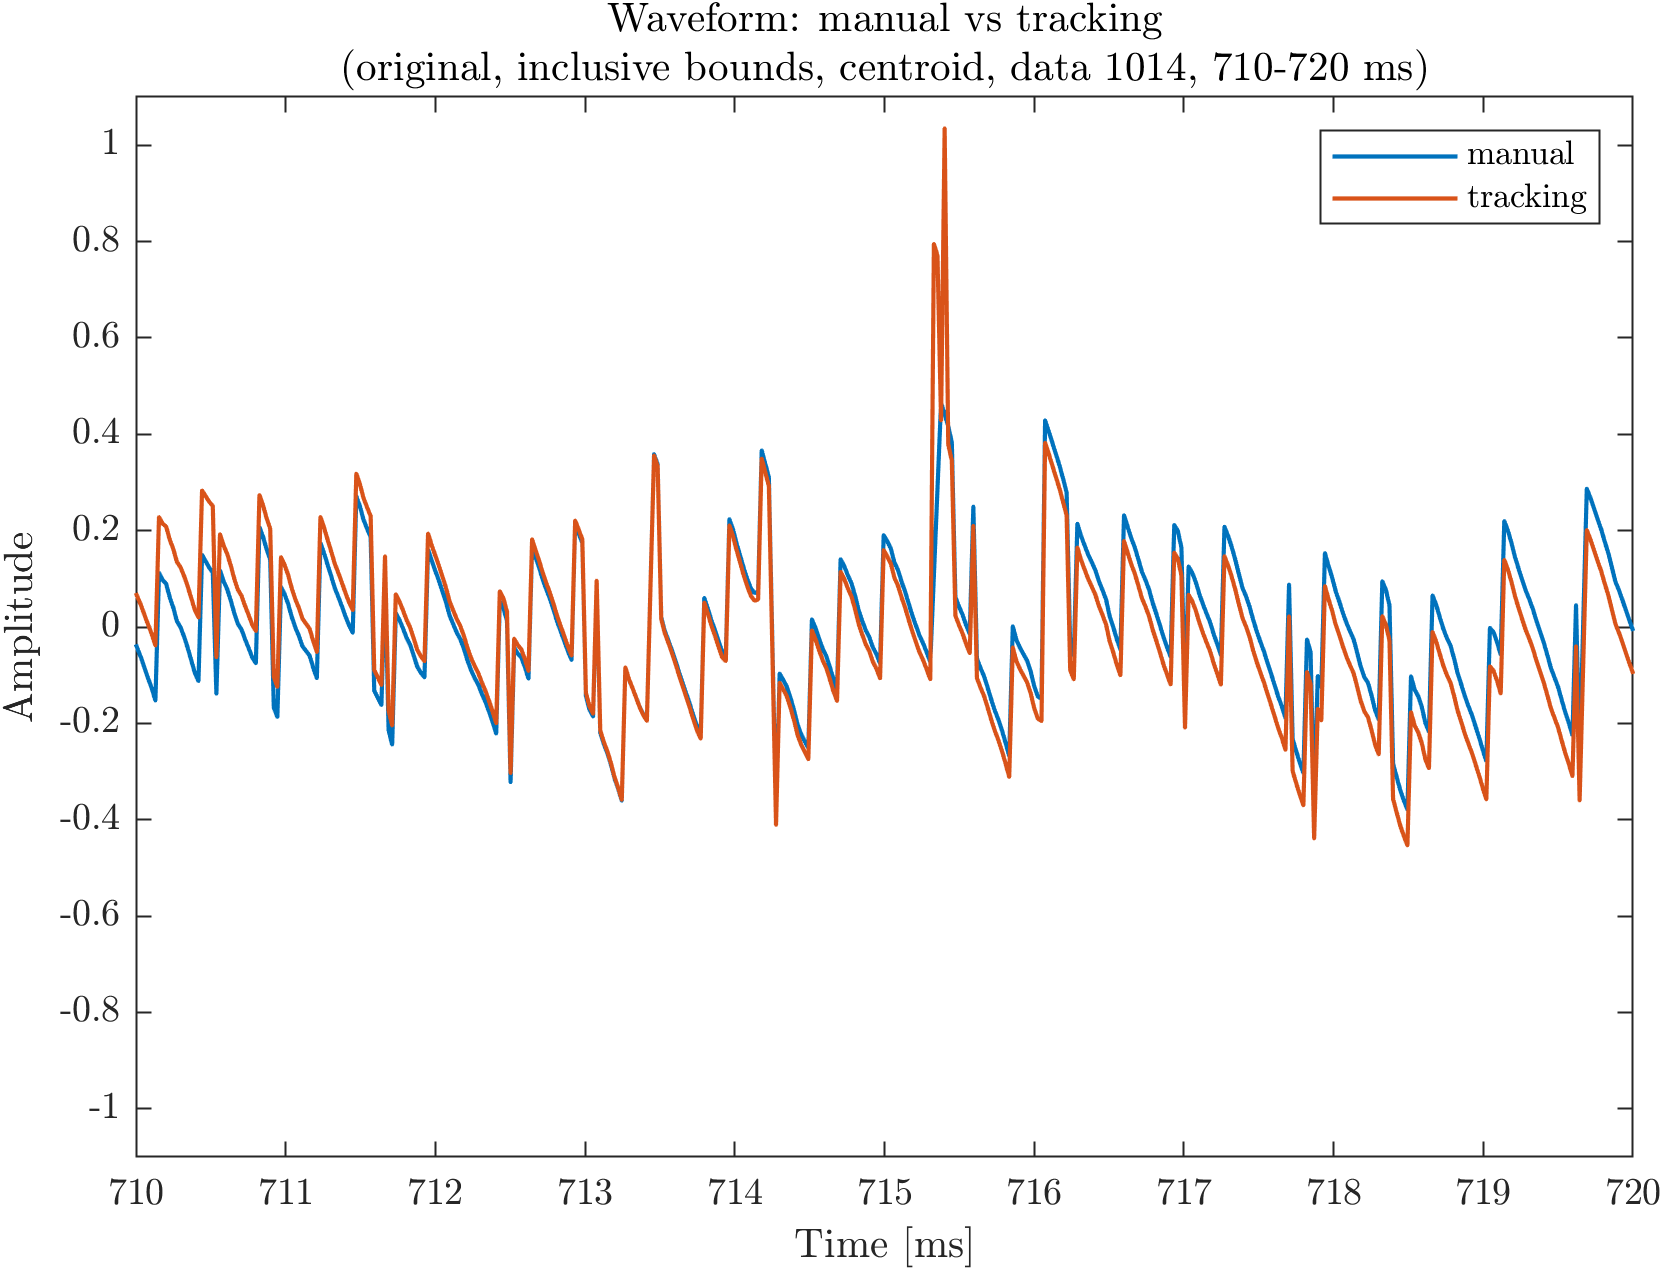 Waveform: manual vs tracking
(original, inclusive bounds, centroid, data 1014, 710-720 ms)
manual
tracking
Amplitude
1
0.8
0.6
0.4
0.2
0
-0.2
-0.4
-0.6
-0.8
-1
710 711 712 713 714 715 716 717 718 719 720
Time [ms]